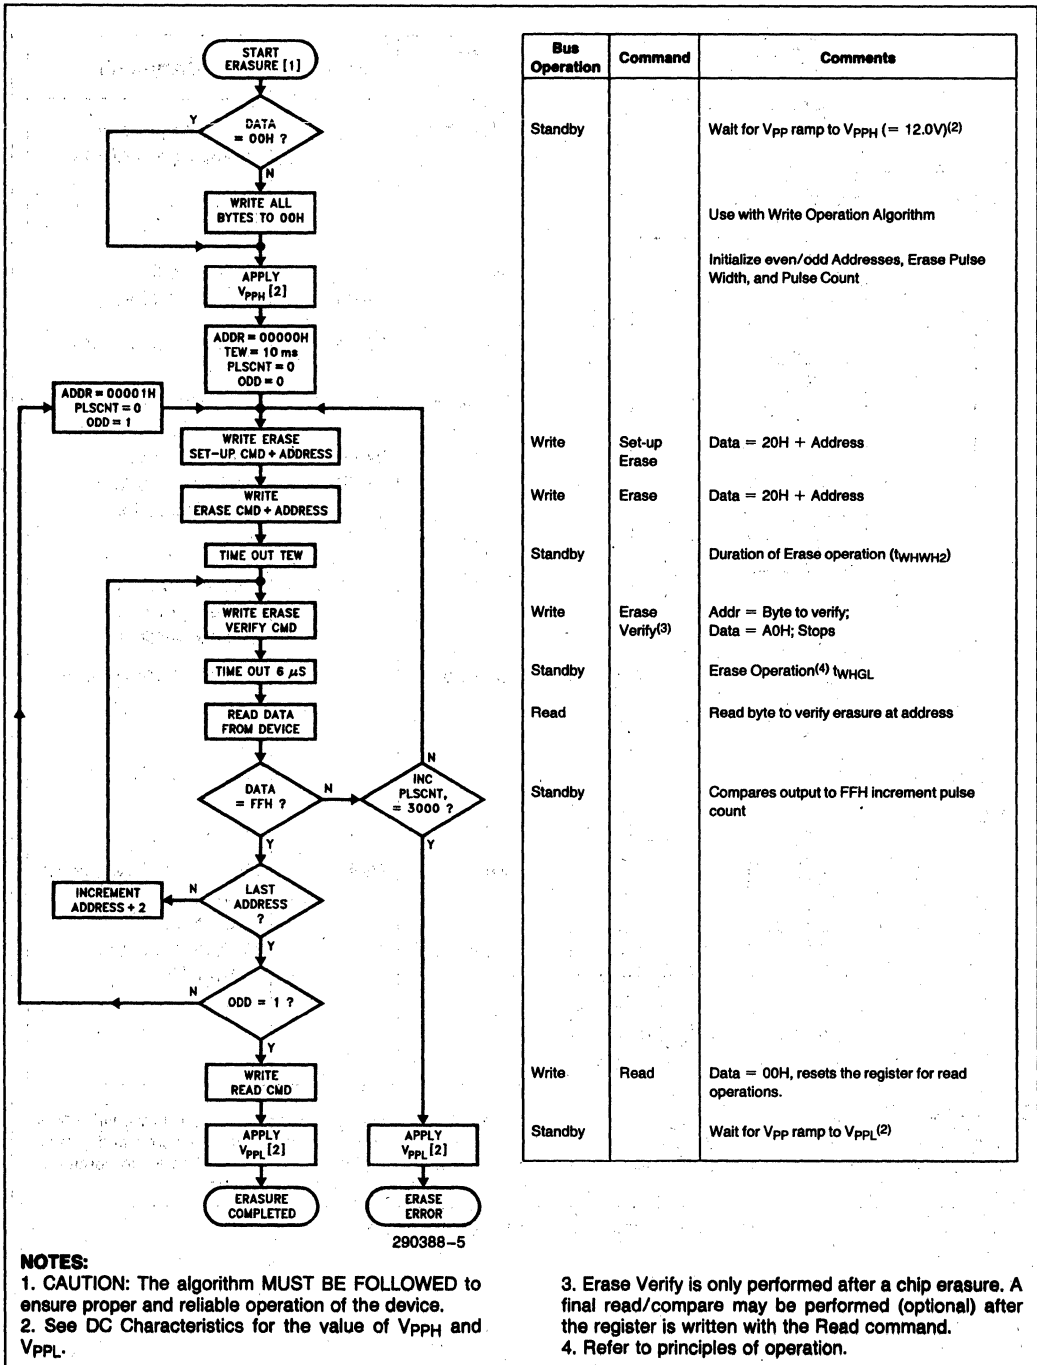 START
ERASURE [1]
Y
DATA
= 00H ?
N
WRITE ALL
BYTES TO 00H
APPLY
VPPH [2]
ADDR = 00000H
TEW = 10 ms
PLSCNT = 0
ODD = 0
ADDR = 00001H
PLSCNT = 0
ODD = 1
WRITE ERASE
SET-UP CMD + ADDRESS
WRITE
ERASE CMD + ADDRESS
TIME OUT TEW
WRITE ERASE
VERIFY CMD
TIME OUT 6 μS
READ DATA
FROM DEVICE
DATA
= FFH ?
N
Y
N
INC
PLSCNT,
= 3000 ?
Y
INCREMENT
ADDRESS + 2
N
LAST
ADDRESS
?
Y
N
ODD = 1 ?
Y
WRITE
READ CMD
APPLY
VPPL [2]
APPLY
VPPL [2]
ERASURE
COMPLETED
ERASE
ERROR
290388-5
Bus
Operation Command Comments
Standby Wait for VPP ramp to VPPH (= 12.0V)(2)
Use with Write Operation Algorithm
Initialize even/odd Addresses, Erase Pulse
Width, and Pulse Count
Write Set-up Data = 20H + Address
Erase
Write Erase Data = 20H + Address
Standby Duration of Erase operation (tWHWH2)
Write Erase Addr = Byte to verify;
Verify(3) Data = A0H; Stops
Standby Erase Operation(4) tWHGL
Read Read byte to verify erasure at address
Standby Compares output to FFH increment pulse
count
Write Read Data = 00H, resets the register for read
operations.
Standby Wait for VPP ramp to VPPL(2)
NOTES:
1. CAUTION: The algorithm MUST BE FOLLOWED to
ensure proper and reliable operation of the device.
2. See DC Characteristics for the value of VPPH and
VPPL.
3. Erase Verify is only performed after a chip erasure. A
final read/compare may be performed (optional) after
the register is written with the Read command.
4. Refer to principles of operation.